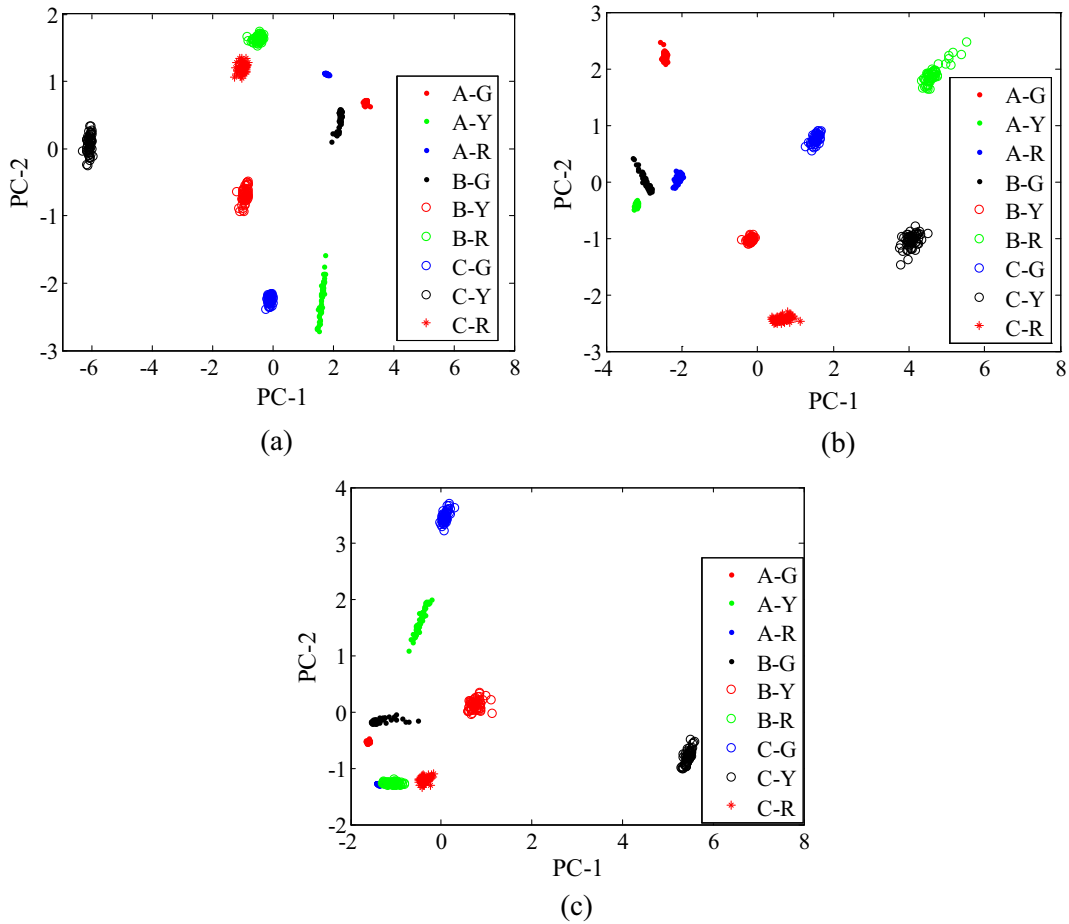 2
1
0
-1
-2
-3
PC-2
-6
-4
-2
0
2
4
6
8
PC-1
A-G
A-Y
A-R
B-G
B-Y
B-R
C-G
C-Y
C-R
(a)
3
2
1
0
-1
-2
-3
PC-2
-4
-2
0
2
4
6
8
PC-1
A-G
A-Y
A-R
B-G
B-Y
B-R
C-G
C-Y
C-R
(b)
4
3
2
1
0
-1
-2
PC-2
-2
0
2
4
6
8
PC-1
A-G
A-Y
A-R
B-G
B-Y
B-R
C-G
C-Y
C-R
(c)